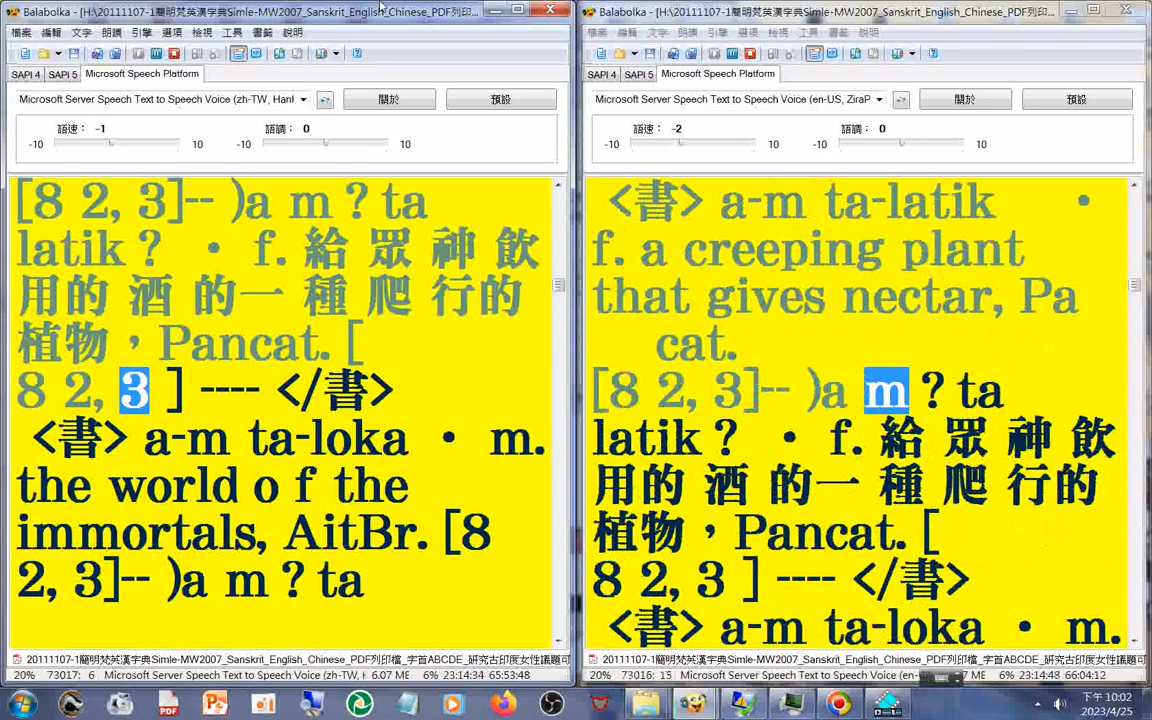 Balabolka - [H:\20111107-1簡明梵英漢字典Simle-MW2007_Sanskrit_English_Chinese_PDF列印...
檔案 編輯 文字 朗讀 引擎 選項 檢視 工具 書籤 說明
SAPI 4 SAPI 5 Microsoft Speech Platform
Microsoft Server Speech Text to Speech Voice (zh-TW, HanI
關於 預設
語速: -1 語調: 0
-10 10 -10 10
[8 2, 3]-- )a m ? ta
latik ? • f. 給 眾 神 飲
用的 酒 的一 種 爬 行的
植物，Pancat. [
8 2, 3 ] ---- </書>
<書> a-m ta-loka • m.
the world o f the
immortals, AitBr. [8
2, 3]-- )a m ? ta
20111107-1簡明梵英漢字典Simle-MW2007_Sanskrit_English_Chinese_PDF列印檔_字首ABCDE_研究古印度女性議題可
20% 73017: 6 Microsoft Server Speech Text to Speech Voice (zh-TW, 6.07 ME 6% 23:14:34 65:53:48
Balabolka - [H:\20111107-1簡明梵英漢字典Simle-MW2007_Sanskrit_English_Chinese_PDF列印...
檔案 編輯 文字 朗讀 引擎 選項 檢視 工具 書籤 說明
SAPI 4 SAPI 5 Microsoft Speech Platform
Microsoft Server Speech Text to Speech Voice (en-US, ZiraP
關於 預設
語速: -2 語調: 0
-10 10 -10 10
<書> a-m ta-latik •
f. a creeping plant
that gives nectar, Pa
cat.
[8 2, 3]-- )a m ? ta
latik ? • f. 給 眾 神 飲
用的 酒 的一 種 爬 行的
植物，Pancat. [
8 2, 3 ] ---- </書>
<書> a-m ta-loka • m.
20111107-1簡明梵英漢字典Simle-MW2007_Sanskrit_English_Chinese_PDF列印檔_字首ABCDE_研究古印度女性議題可
20% 73016: 15 Microsoft Server Speech Text to Speech Voice (en-US, ME 6% 23:14:48 66:04:12
下午 10:02
2023/4/25